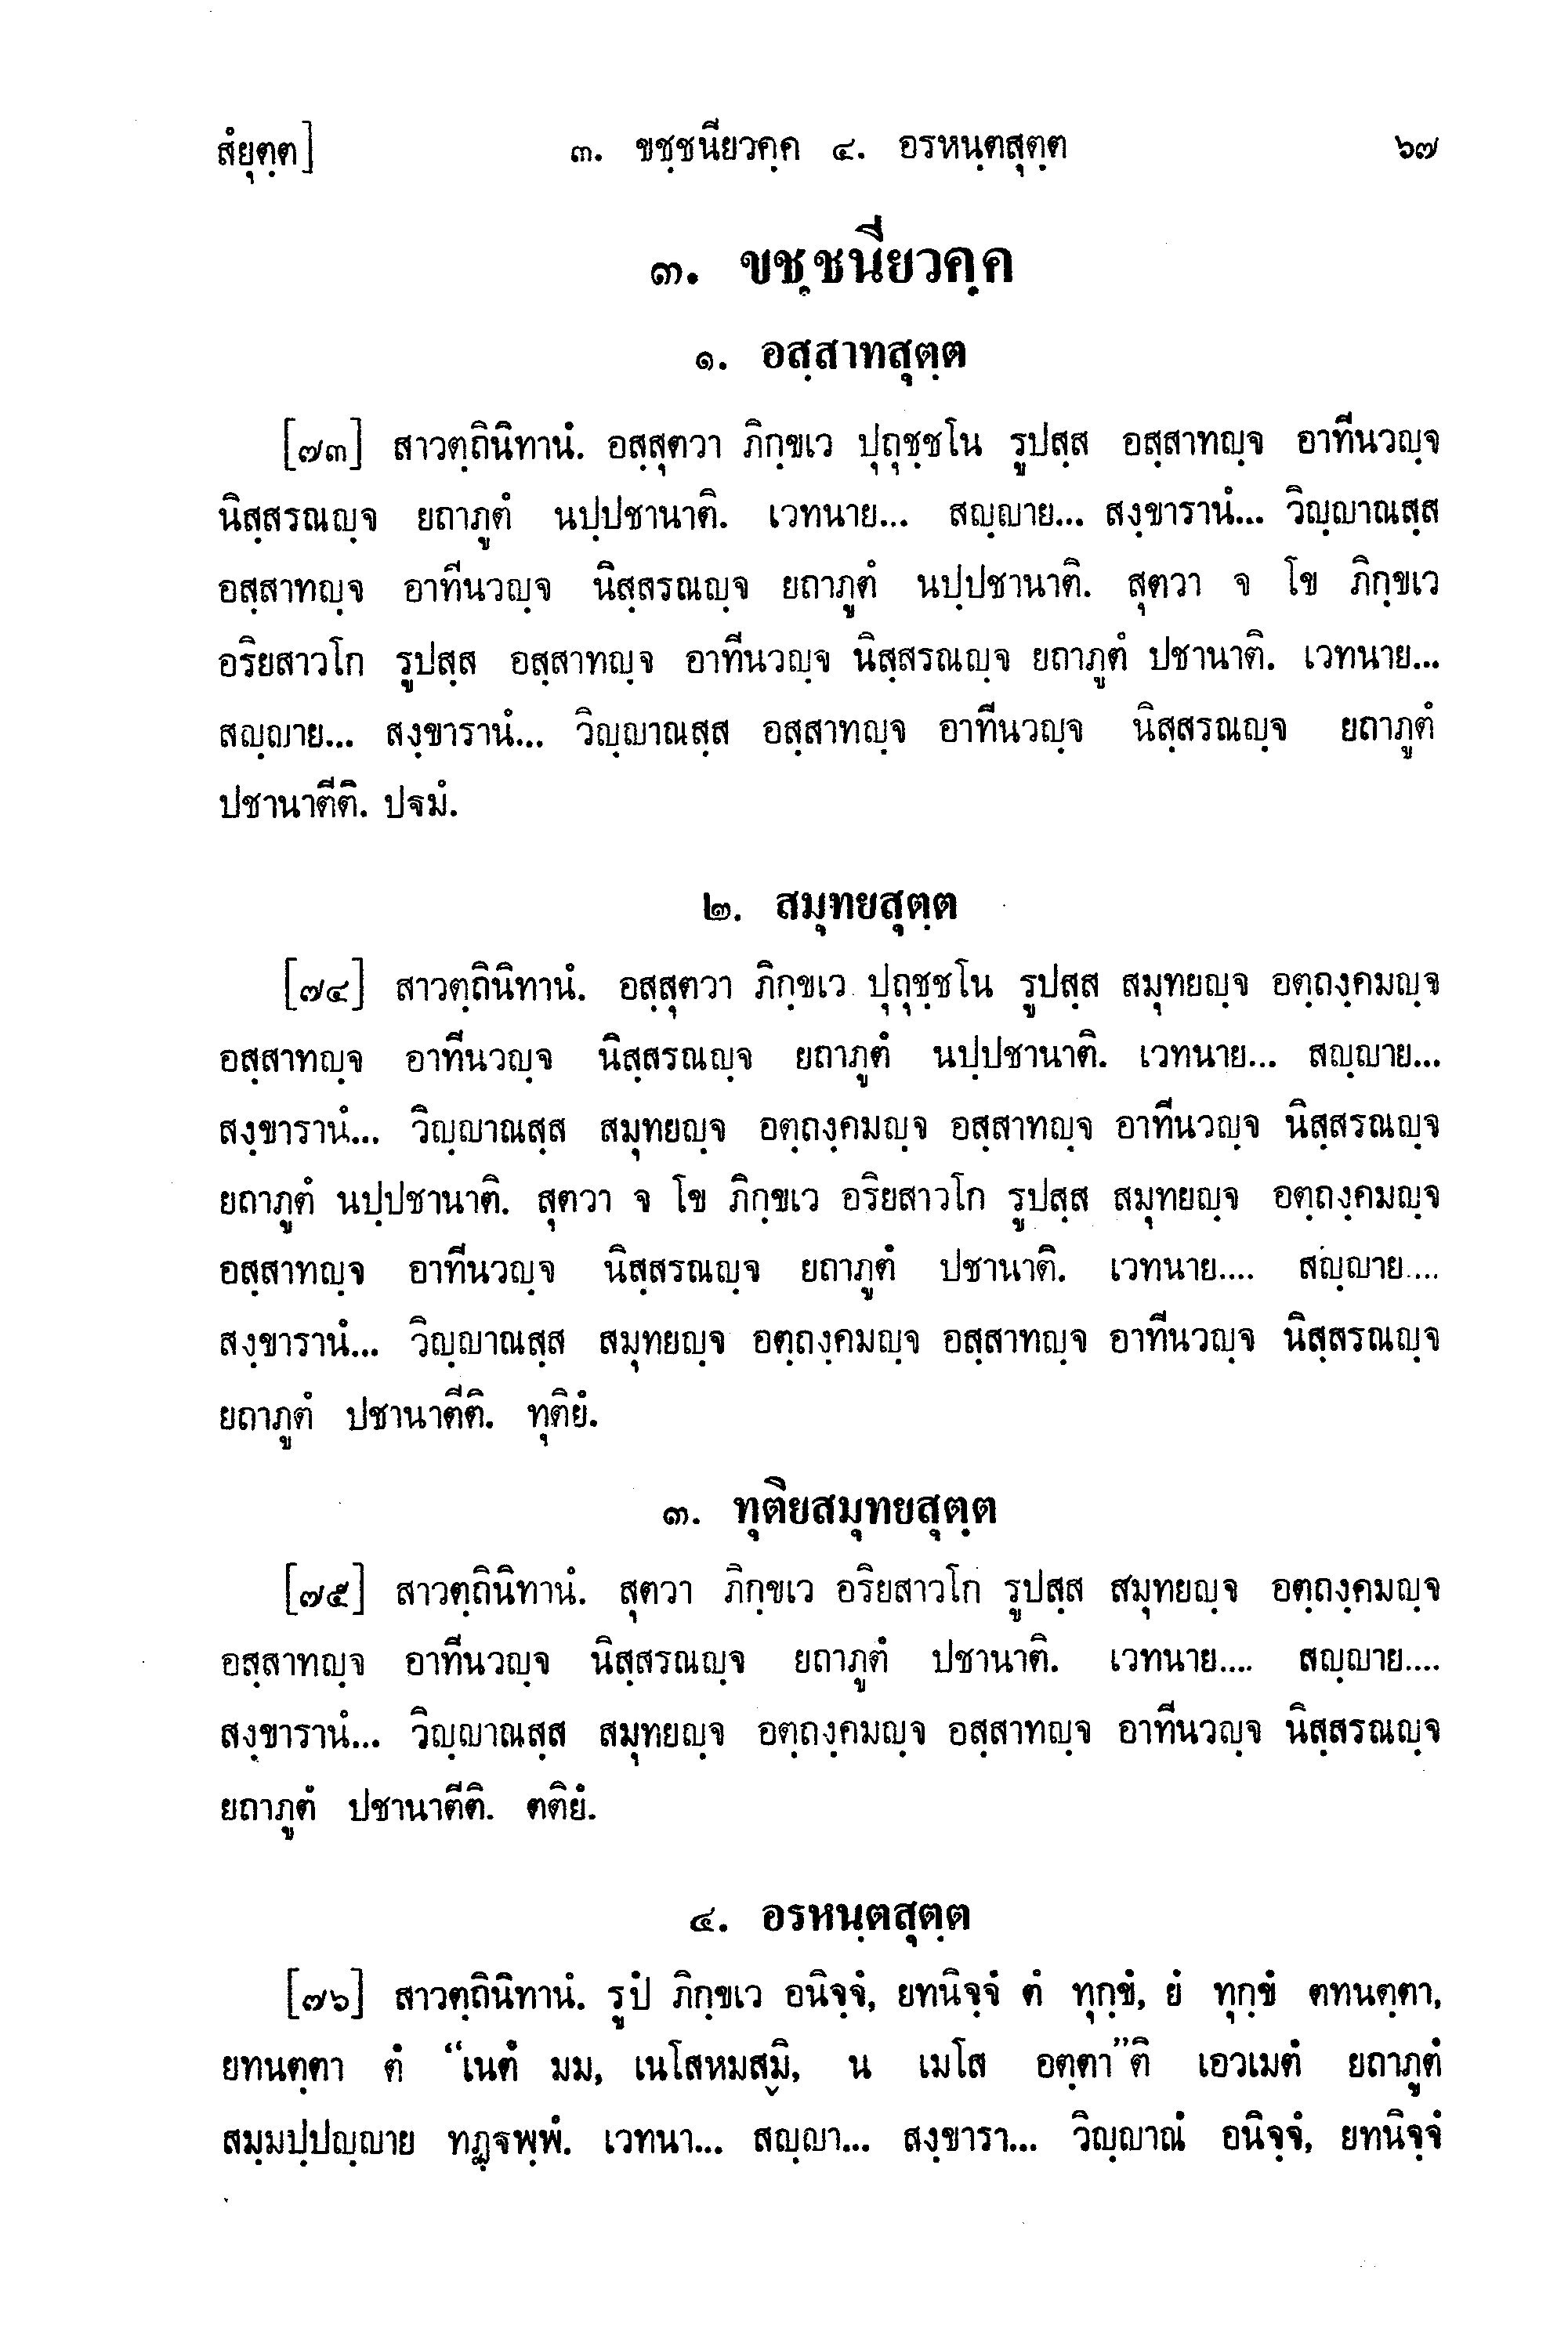 สํยุตฺต]
๓. ขชฺชนียวคฺค ๔. อรหนฺตสุตฺต
๖๗
๓. ขชฺชนียวคฺค
๑. อสฺสาทสุตฺต
[๗๓] สาวตฺถินิทานํ. อสฺสุตวา ภิกฺขเว ปุถุชฺชโน รูปสฺส อสฺสาทญฺจ อาทีนวญฺจ
นิสฺสรณญฺจ ยถาภูตํ นปฺปชานาติ. เวทนาย... สญฺญาย... สงฺขารานํ... วิญฺญาณสฺส
อสฺสาทญฺจ อาทีนวญฺจ นิสฺสรณญฺจ ยถาภูตํ นปฺปชานาติ. สุตวา จ โข ภิกฺขเว
อริยสาวโก รูปสฺส อสฺสาทญฺจ อาทีนวญฺจ นิสฺสรณญฺจ ยถาภูตํ ปชานาติ. เวทนาย...
สญฺญาย... สงฺขารานํ... วิญฺญาณสฺส อสฺสาทญฺจ อาทีนวญฺจ นิสฺสรณญฺจ ยถาภูตํ
ปชานาตีติ. ปฐมํ.
๒. สมุทยสุตฺต
[๗๔] สาวตฺถินิทานํ. อสฺสุตวา ภิกฺขเว ปุถุชฺชโน รูปสฺส สมุทยญฺจ อตฺถงฺคมญฺจ
อสฺสาทญฺจ อาทีนวญฺจ นิสฺสรณญฺจ ยถาภูตํ นปฺปชานาติ. เวทนาย... สญฺญาย...
สงฺขารานํ... วิญฺญาณสฺส สมุทยญฺจ อตฺถงฺคมญฺจ อสฺสาทญฺจ อาทีนวญฺจ นิสฺสรณญฺจ
ยถาภูตํ นปฺปชานาติ. สุตวา จ โข ภิกฺขเว อริยสาวโก รูปสฺส สมุทยญฺจ อตฺถงฺคมญฺจ
อสฺสาทญฺจ อาทีนวญฺจ นิสฺสรณญฺจ ยถาภูตํ ปชานาติ. เวทนาย.... สญฺญาย....
สงฺขารานํ... วิญฺญาณสฺส สมุทยญฺจ อตฺถงฺคมญฺจ อสฺสาทญฺจ อาทีนวญฺจ นิสฺสรณญฺจ
ยถาภูตํ ปชานาตีติ. ทุติยํ.
๓. ทุติยสมุทยสุตฺต
[๗๕] สาวตฺถินิทานํ. สุตวา ภิกฺขเว อริยสาวโก รูปสฺส สมุทยญฺจ อตฺถงฺคมญฺจ
อสฺสาทญฺจ อาทีนวญฺจ นิสฺสรณญฺจ ยถาภูตํ ปชานาติ. เวทนาย.... สญฺญาย....
สงฺขารานํ... วิญฺญาณสฺส สมุทยญฺจ อตฺถงฺคมญฺจ อสฺสาทญฺจ อาทีนวญฺจ นิสฺสรณญฺจ
ยถาภูตํ ปชานาตีติ. ตติยํ.
๔. อรหนฺตสุตฺต
[๗๖] สาวตฺถินิทานํ. รูปํ ภิกฺขเว อนิจฺจํ, ยทนิจฺจํ ตํ ทุกฺขํ, ยํ ทุกฺขํ ตทนตฺตา,
ยทนตฺตา ตํ “เนตํ มม, เนโสหมสฺมิ, น เมโส อตฺตา”ติ เอวเมตํ ยถาภูตํ
สมฺมปฺปญฺญาย ทฏฺฐพฺพํ. เวทนา... สญฺญา... สงฺขารา... วิญฺญาณํ อนิจฺจํ, ยทนิจฺจํ